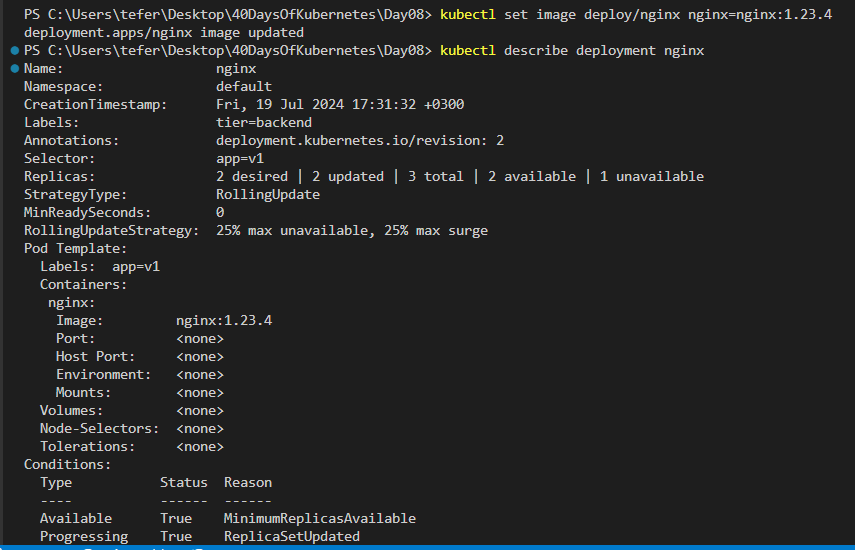 PS C:\Users\tefer\Desktop\40DaysOfKubernetes\Day08> kubectl set image deploy/nginx nginx=nginx:1.23.4
deployment.apps/nginx image updated
PS C:\Users\tefer\Desktop\40DaysOfKubernetes\Day08> kubectl describe deployment nginx
Name:                   nginx
Namespace:              default
CreationTimestamp:      Fri, 19 Jul 2024 17:31:32 +0300
Labels:                 tier=backend
Annotations:            deployment.kubernetes.io/revision: 2
Selector:               app=v1
Replicas:               2 desired | 2 updated | 3 total | 2 available | 1 unavailable
StrategyType:           RollingUpdate
MinReadySeconds:        0
RollingUpdateStrategy:  25% max unavailable, 25% max surge
Pod Template:
  Labels:  app=v1
  Containers:
   nginx:
    Image:         nginx:1.23.4
    Port:          <none>
    Host Port:     <none>
    Environment:   <none>
    Mounts:        <none>
  Volumes:         <none>
  Node-Selectors:  <none>
  Tolerations:     <none>
Conditions:
  Type           Status  Reason
  ----           ------  ------
  Available      True    MinimumReplicasAvailable
  Progressing    True    ReplicaSetUpdated